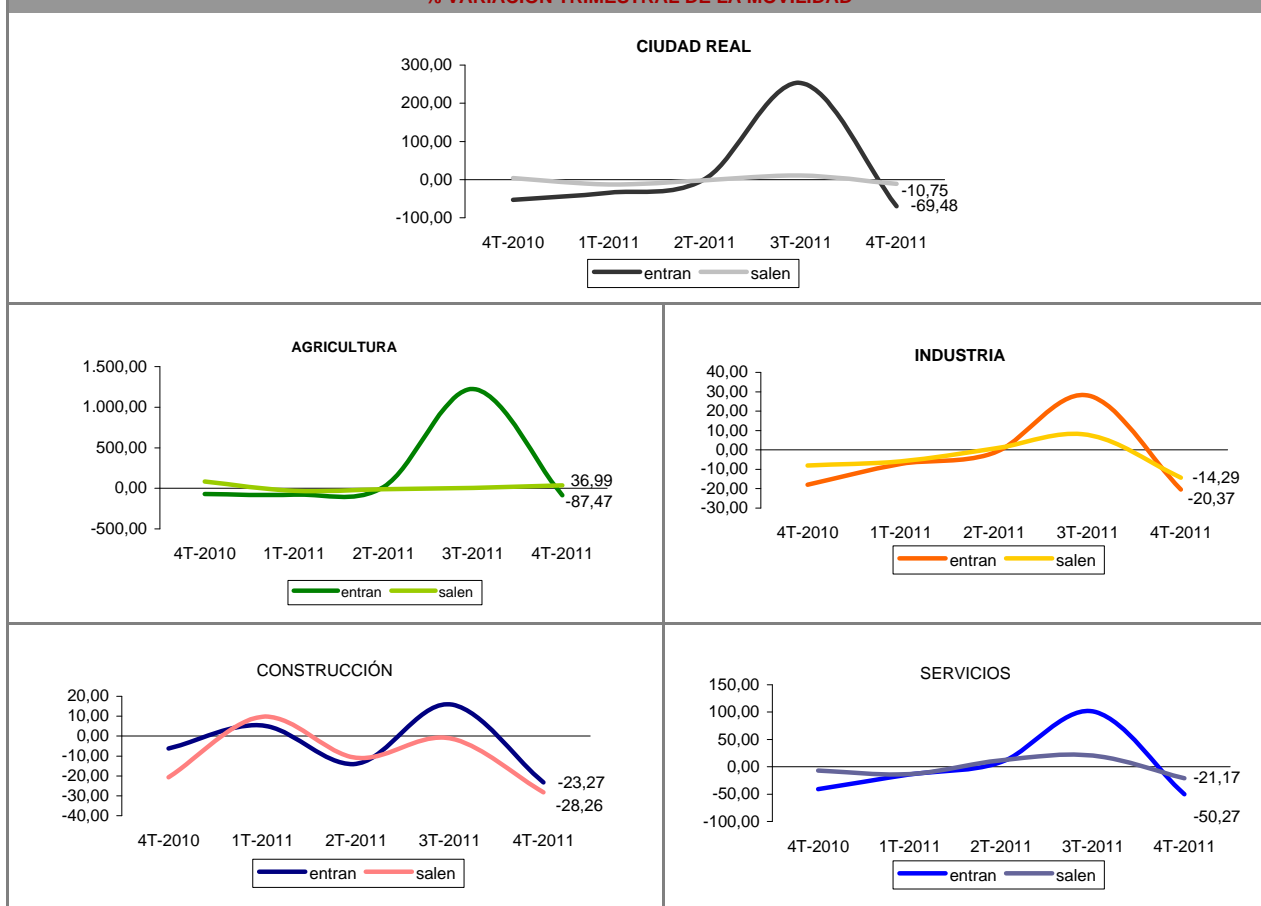 % VARIACIÓN TRIMESTRAL DE LA MOVILIDAD
CIUDAD REAL
300,00
200,00
100,00
0,00
-100,00
-10,75
-69,48
4T-2010 1T-2011 2T-2011 3T-2011 4T-2011
entran salen
AGRICULTURA
1.500,00
1.000,00
500,00
0,00
-500,00
36,99
-87,47
4T-2010 1T-2011 2T-2011 3T-2011 4T-2011
entran salen
INDUSTRIA
40,00
30,00
20,00
10,00
0,00
-10,00
-20,00
-30,00
-14,29
-20,37
4T-2010 1T-2011 2T-2011 3T-2011 4T-2011
entran salen
CONSTRUCCIÓN
20,00
10,00
0,00
-10,00
-20,00
-30,00
-40,00
-23,27
-28,26
4T-2010 1T-2011 2T-2011 3T-2011 4T-2011
entran salen
SERVICIOS
150,00
100,00
50,00
0,00
-50,00
-100,00
-21,17
-50,27
4T-2010 1T-2011 2T-2011 3T-2011 4T-2011
entran salen